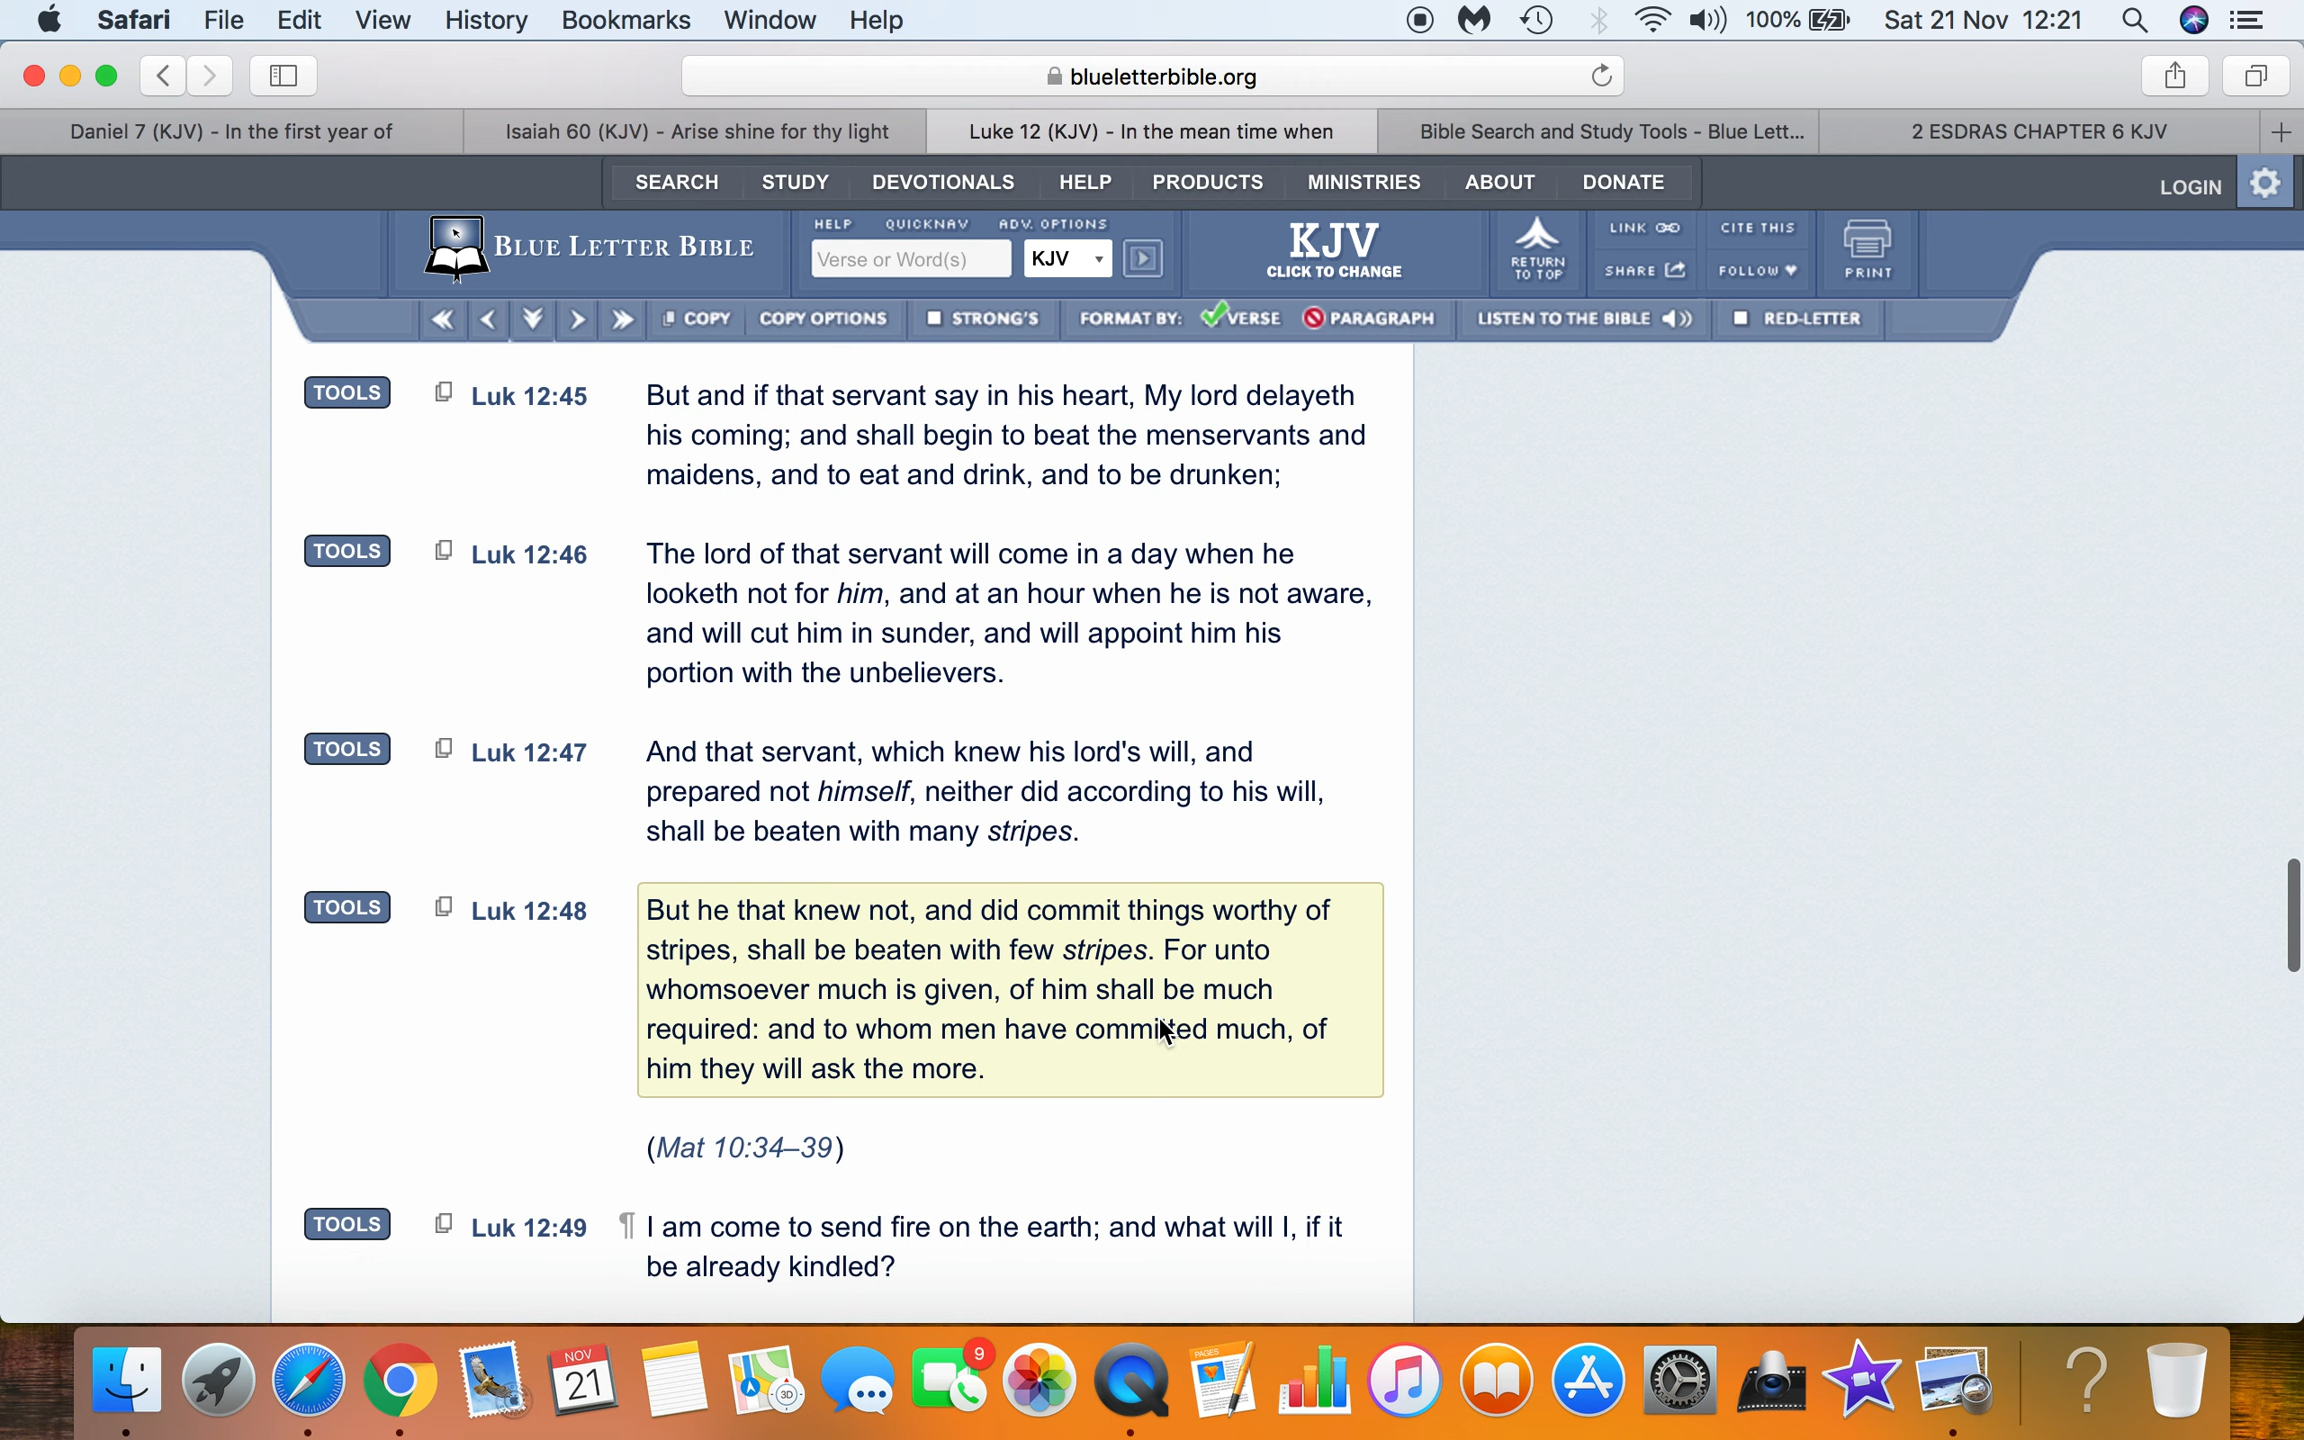 Safari File Edit View History Bookmarks Window Help 100% Sat 21 Nov 12:21
blueletterbible.org
Daniel 7 (KJV) - In the first year of
Isaiah 60 (KJV) - Arise shine for thy light
Luke 12 (KJV) - In the mean time when
Bible Search and Study Tools - Blue Lett...
2 ESDRAS CHAPTER 6 KJV
SEARCH STUDY DEVOTIONALS HELP PRODUCTS MINISTRIES ABOUT DONATE LOGIN
BLUE LETTER BIBLE
HELP QUICKNAV ADV. OPTIONS
Verse or Word(s) KJV
KJV
CLICK TO CHANGE
RETURN
TO TOP
LINK CITE THIS
SHARE FOLLOW
PRINT
COPY COPY OPTIONS STRONG'S FORMAT BY: VERSE PARAGRAPH LISTEN TO THE BIBLE RED-LETTER
TOOLS Luk 12:45 But and if that servant say in his heart, My lord delayeth
his coming; and shall begin to beat the menservants and
maidens, and to eat and drink, and to be drunken;
TOOLS Luk 12:46 The lord of that servant will come in a day when he
looketh not for him, and at an hour when he is not aware,
and will cut him in sunder, and will appoint him his
portion with the unbelievers.
TOOLS Luk 12:47 And that servant, which knew his lord's will, and
prepared not himself, neither did according to his will,
shall be beaten with many stripes.
TOOLS Luk 12:48 But he that knew not, and did commit things worthy of
stripes, shall be beaten with few stripes. For unto
whomsoever much is given, of him shall be much
required: and to whom men have committed much, of
him they will ask the more.
(Mat 10:34–39)
TOOLS Luk 12:49 ¶ I am come to send fire on the earth; and what will I, if it
be already kindled?
NOV
21
3D
9
PAGES